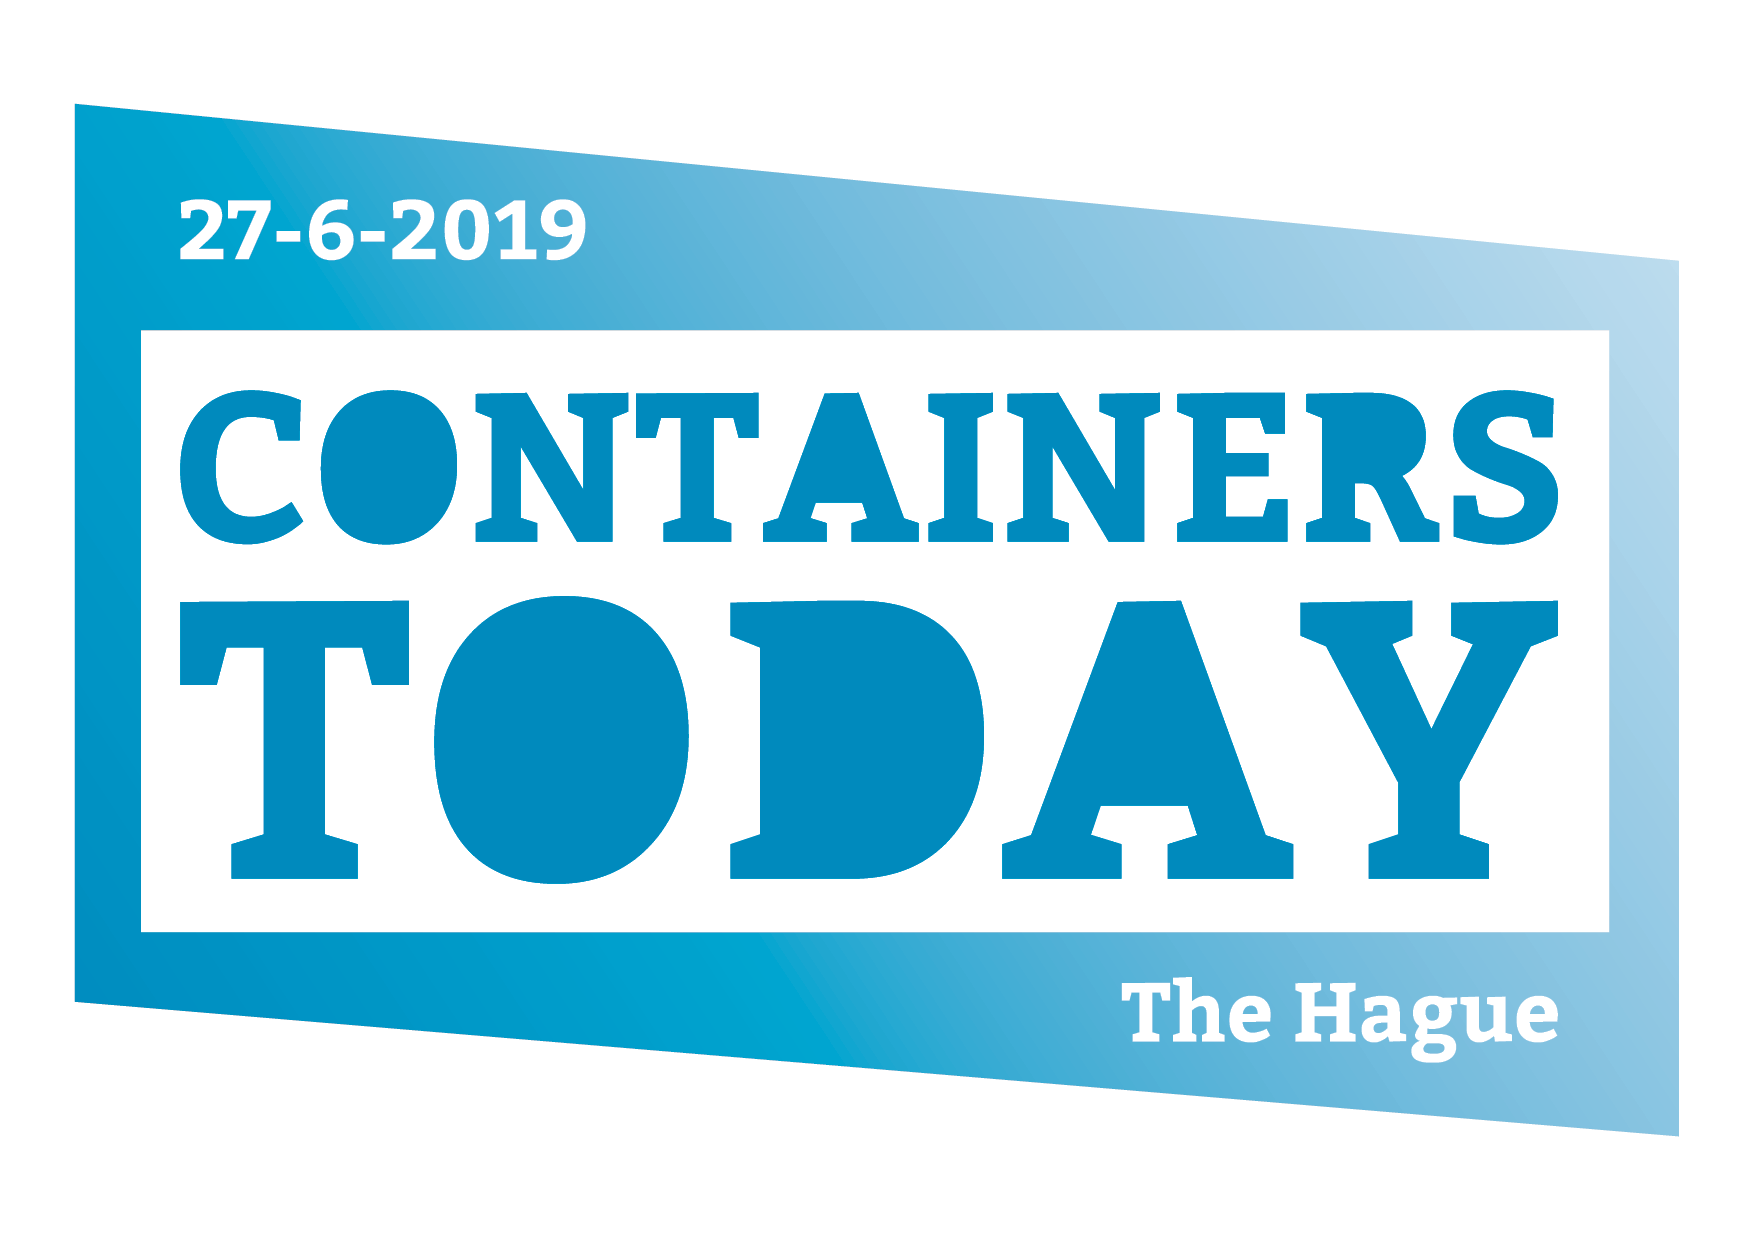 27-6-2019
CONTAINERS
TODAY
The Hague